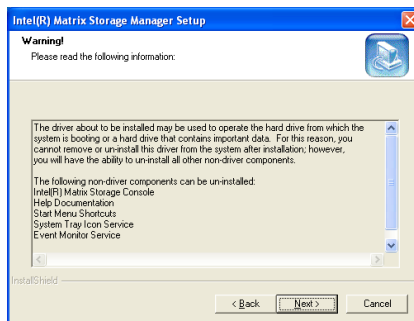 Intel(R) Matrix Storage Manager Setup
Warning!
Please read the following information:
The driver about to be installed may be used to operate the hard drive from which the
system is booting or a hard drive that contains important data. For this reason, you
cannot remove or un-install this driver from the system after installation; however,
you will have the ability to un-install all other non-driver components.
The following non-driver components can be un-installed:
Intel(R) Matrix Storage Console
Help Documentation
Start Menu Shortcuts
System Tray Icon Service
Event Monitor Service
InstallShield
< Back
Next >
Cancel